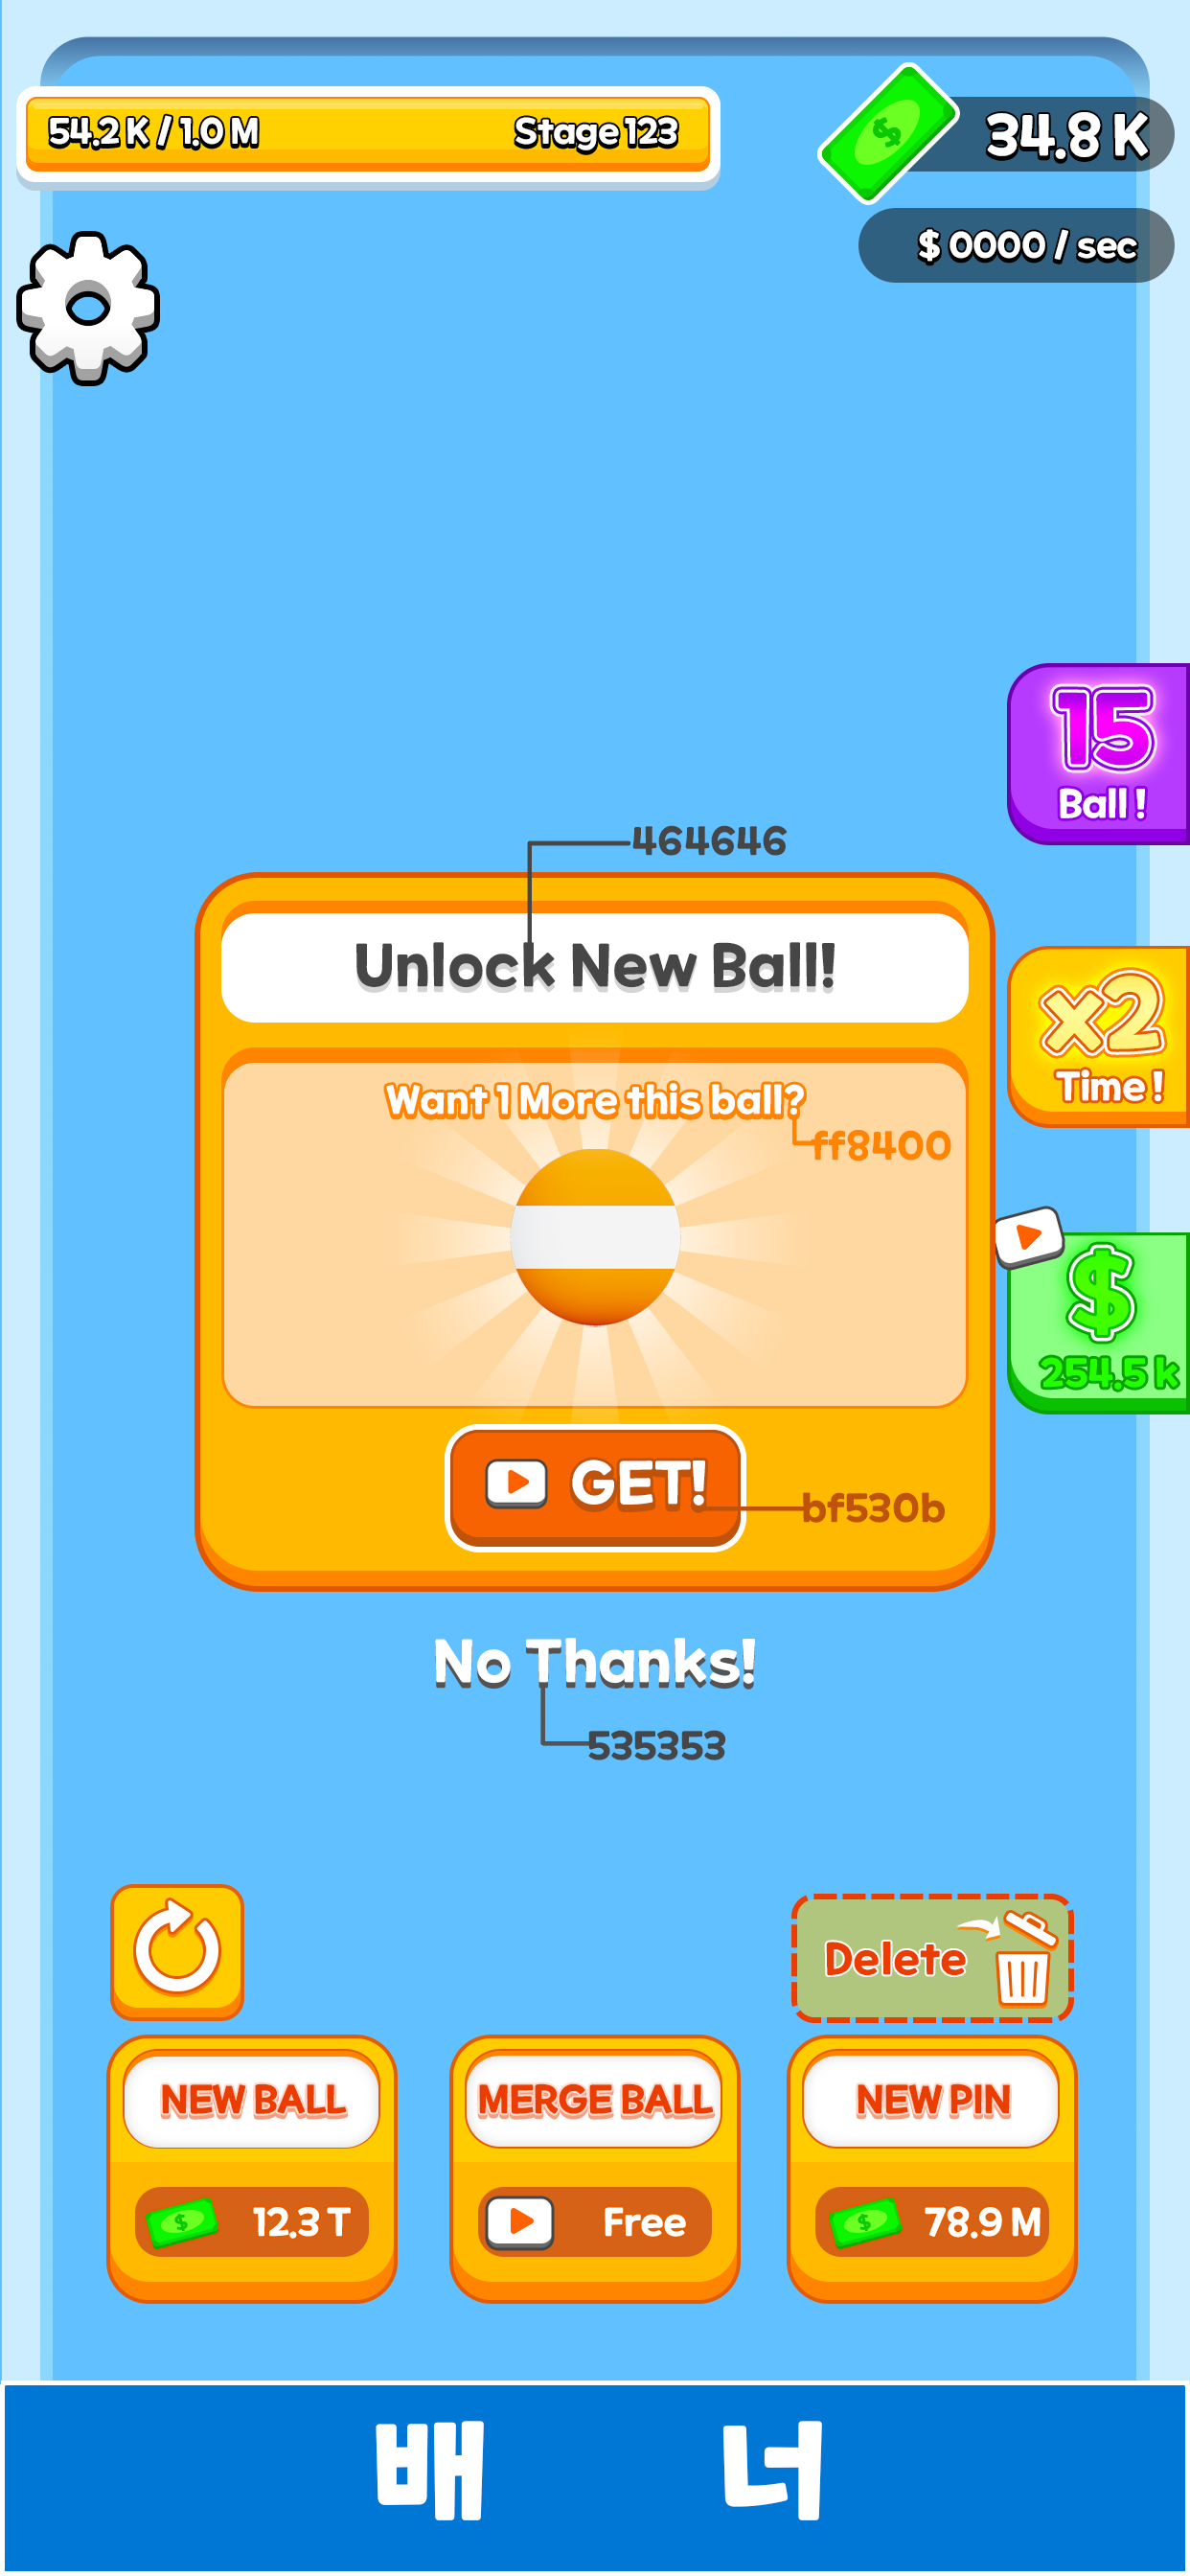 54.2 K / 1.0 M Stage 123
34.8 K
$ 0000 / sec
15
Ball !
464646
Unlock New Ball!
x2
Time !
Want 1 More this ball?
ff8400
$
254.5 k
GET!
bf530b
No Thanks!
535353
Delete
NEW BALL
MERGE BALL
NEW PIN
$ 12.3 T
Free
$ 78.9 M
배 너